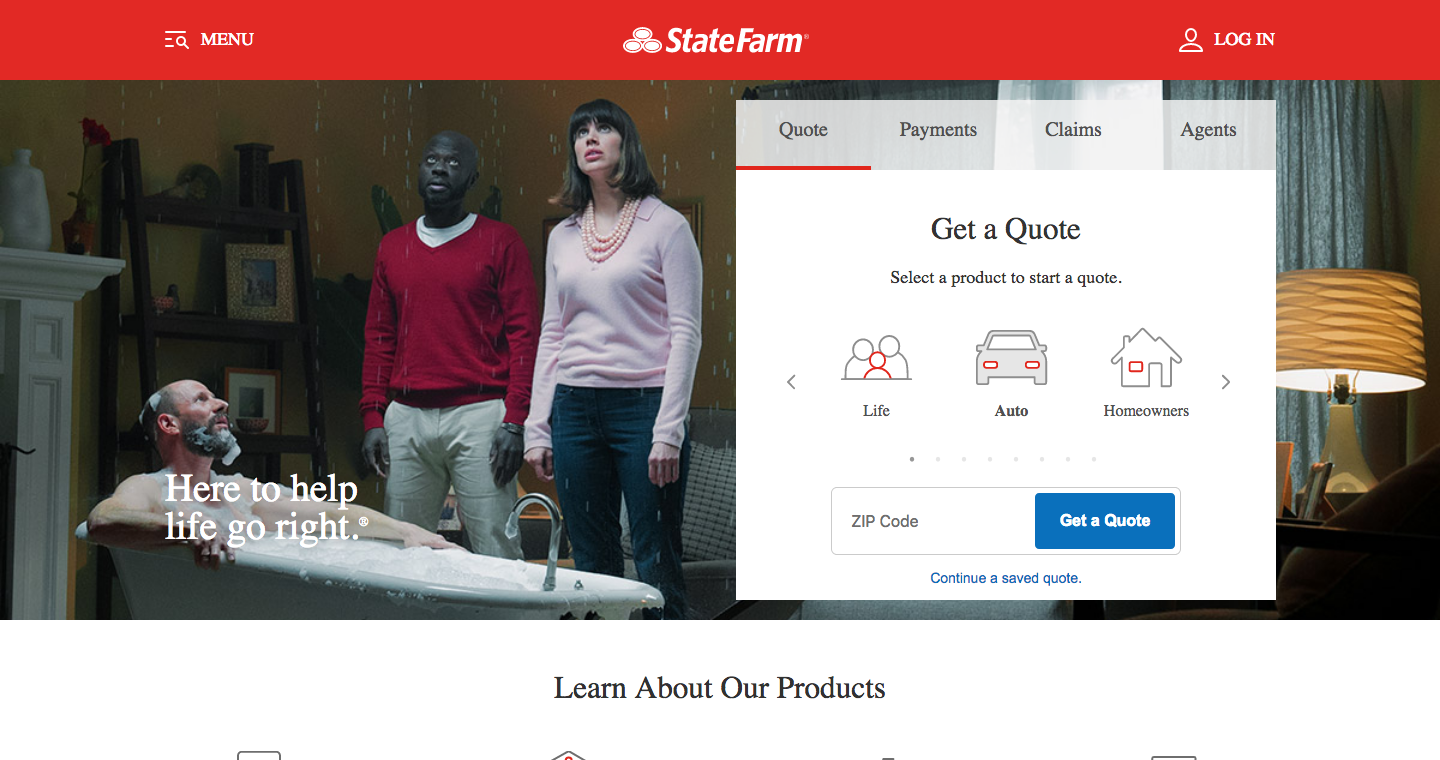 MENU
StateFarm®
LOG IN
Quote
Payments
Claims
Agents
Get a Quote
Select a product to start a quote.
Life
Auto
Homeowners
ZIP Code
Get a Quote
Continue a saved quote.
Here to help
life go right.®
Learn About Our Products